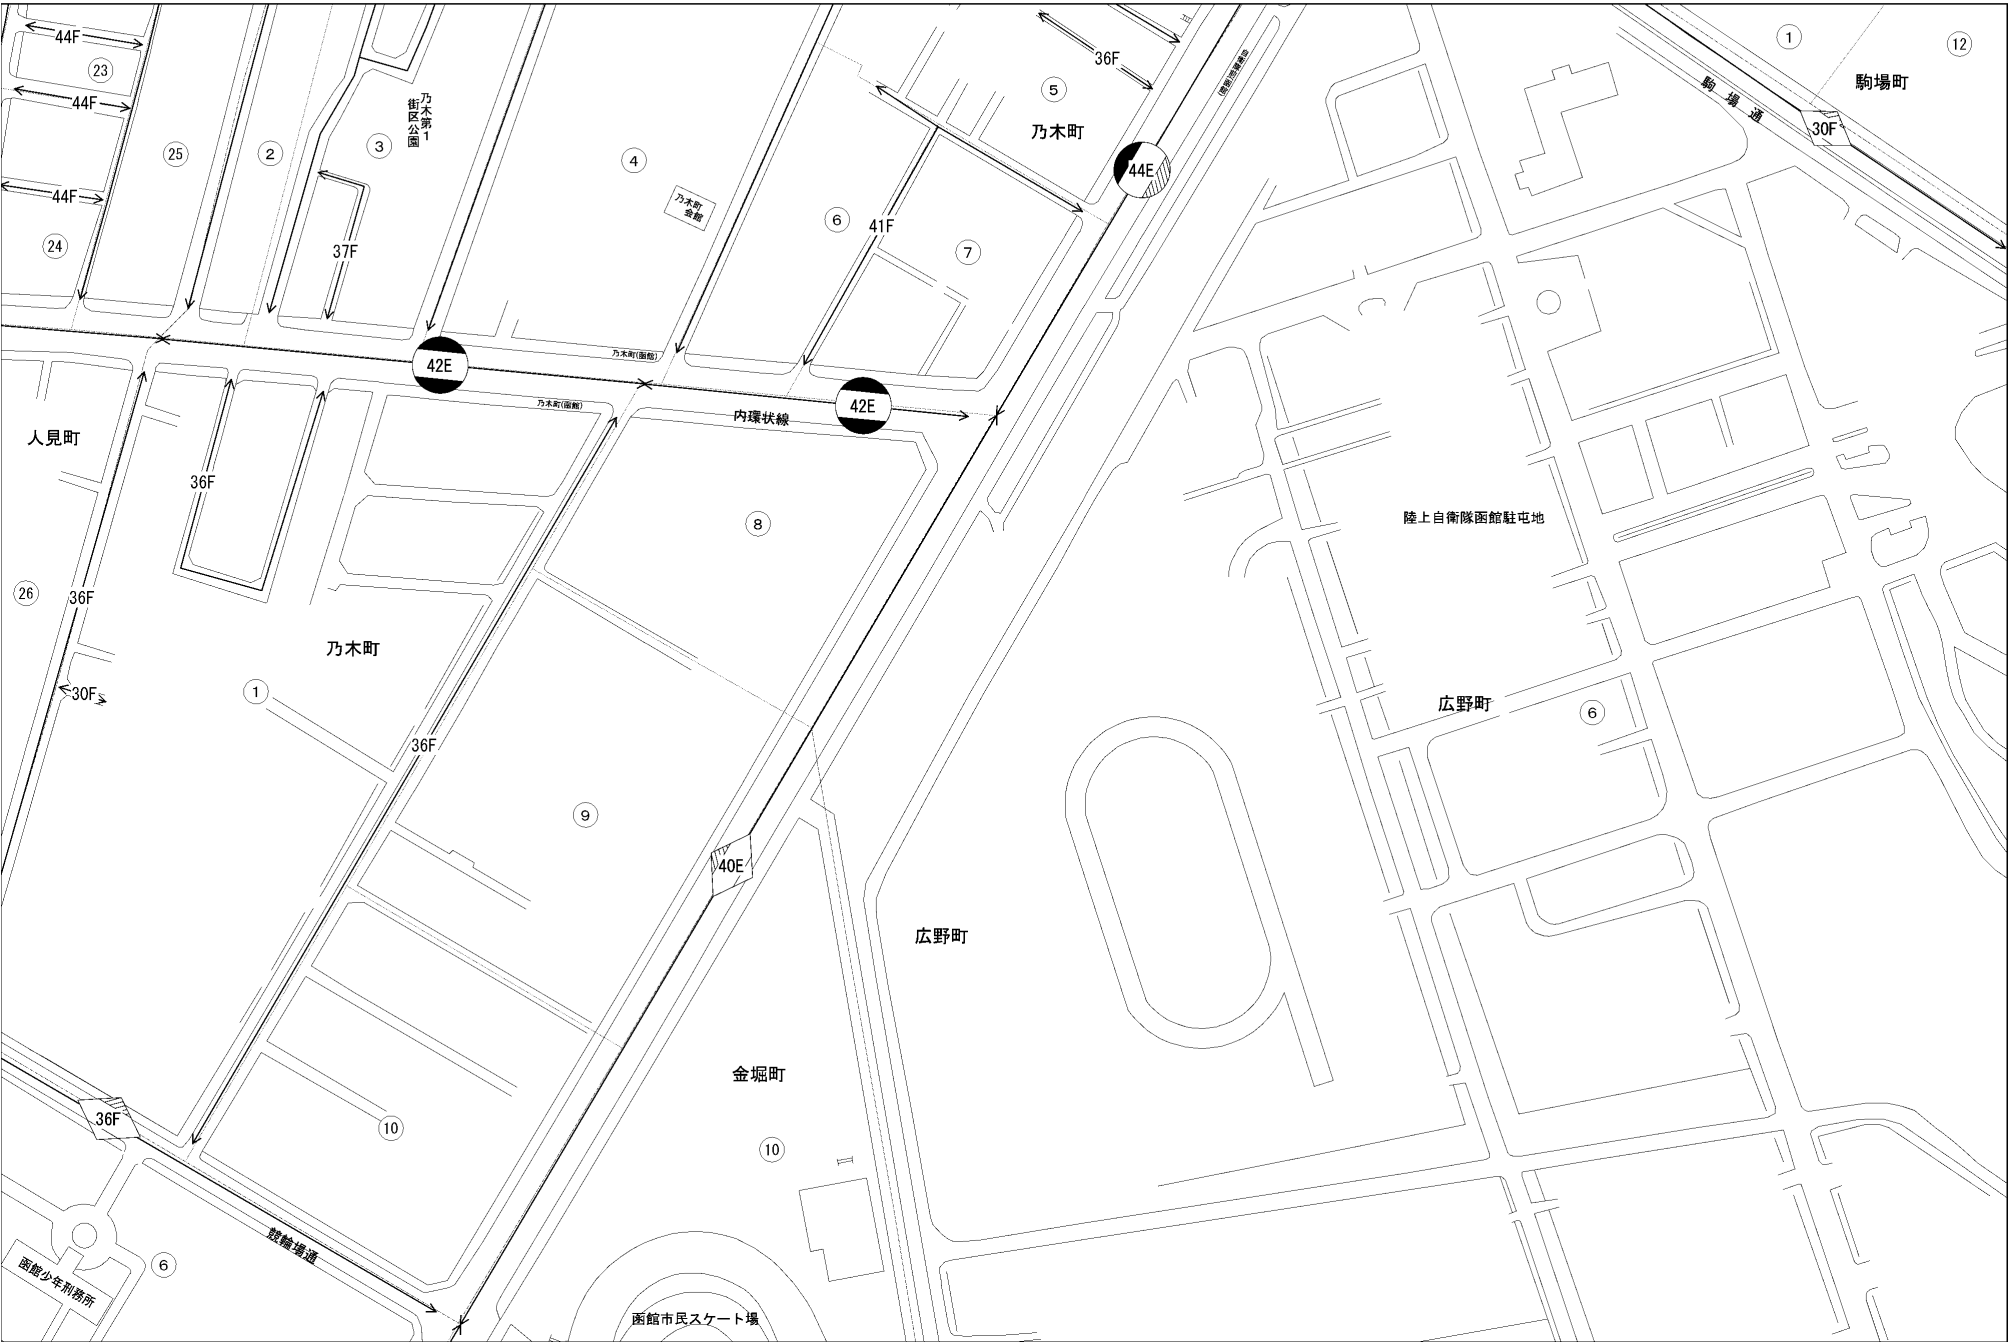 44F
36F
①
⑫
23
44F
駒場町
駒場通
30F
⑤
乃木町
乃木第1
街区公園
25
②
③
④
44E
44F
乃木町
会館
⑥
41F
⑦
24
37F
乃木町(函館)
42E
42E
乃木町(函館)
内環状線
人見町
36F
⑧
陸上自衛隊函館駐屯地
26
36F
乃木町
30F
①
広野町
⑥
36F
⑨
40E
広野町
金堀町
36F
⑩
⑩
競輪場通
⑥
函館少年刑務所
函館市民スケート場